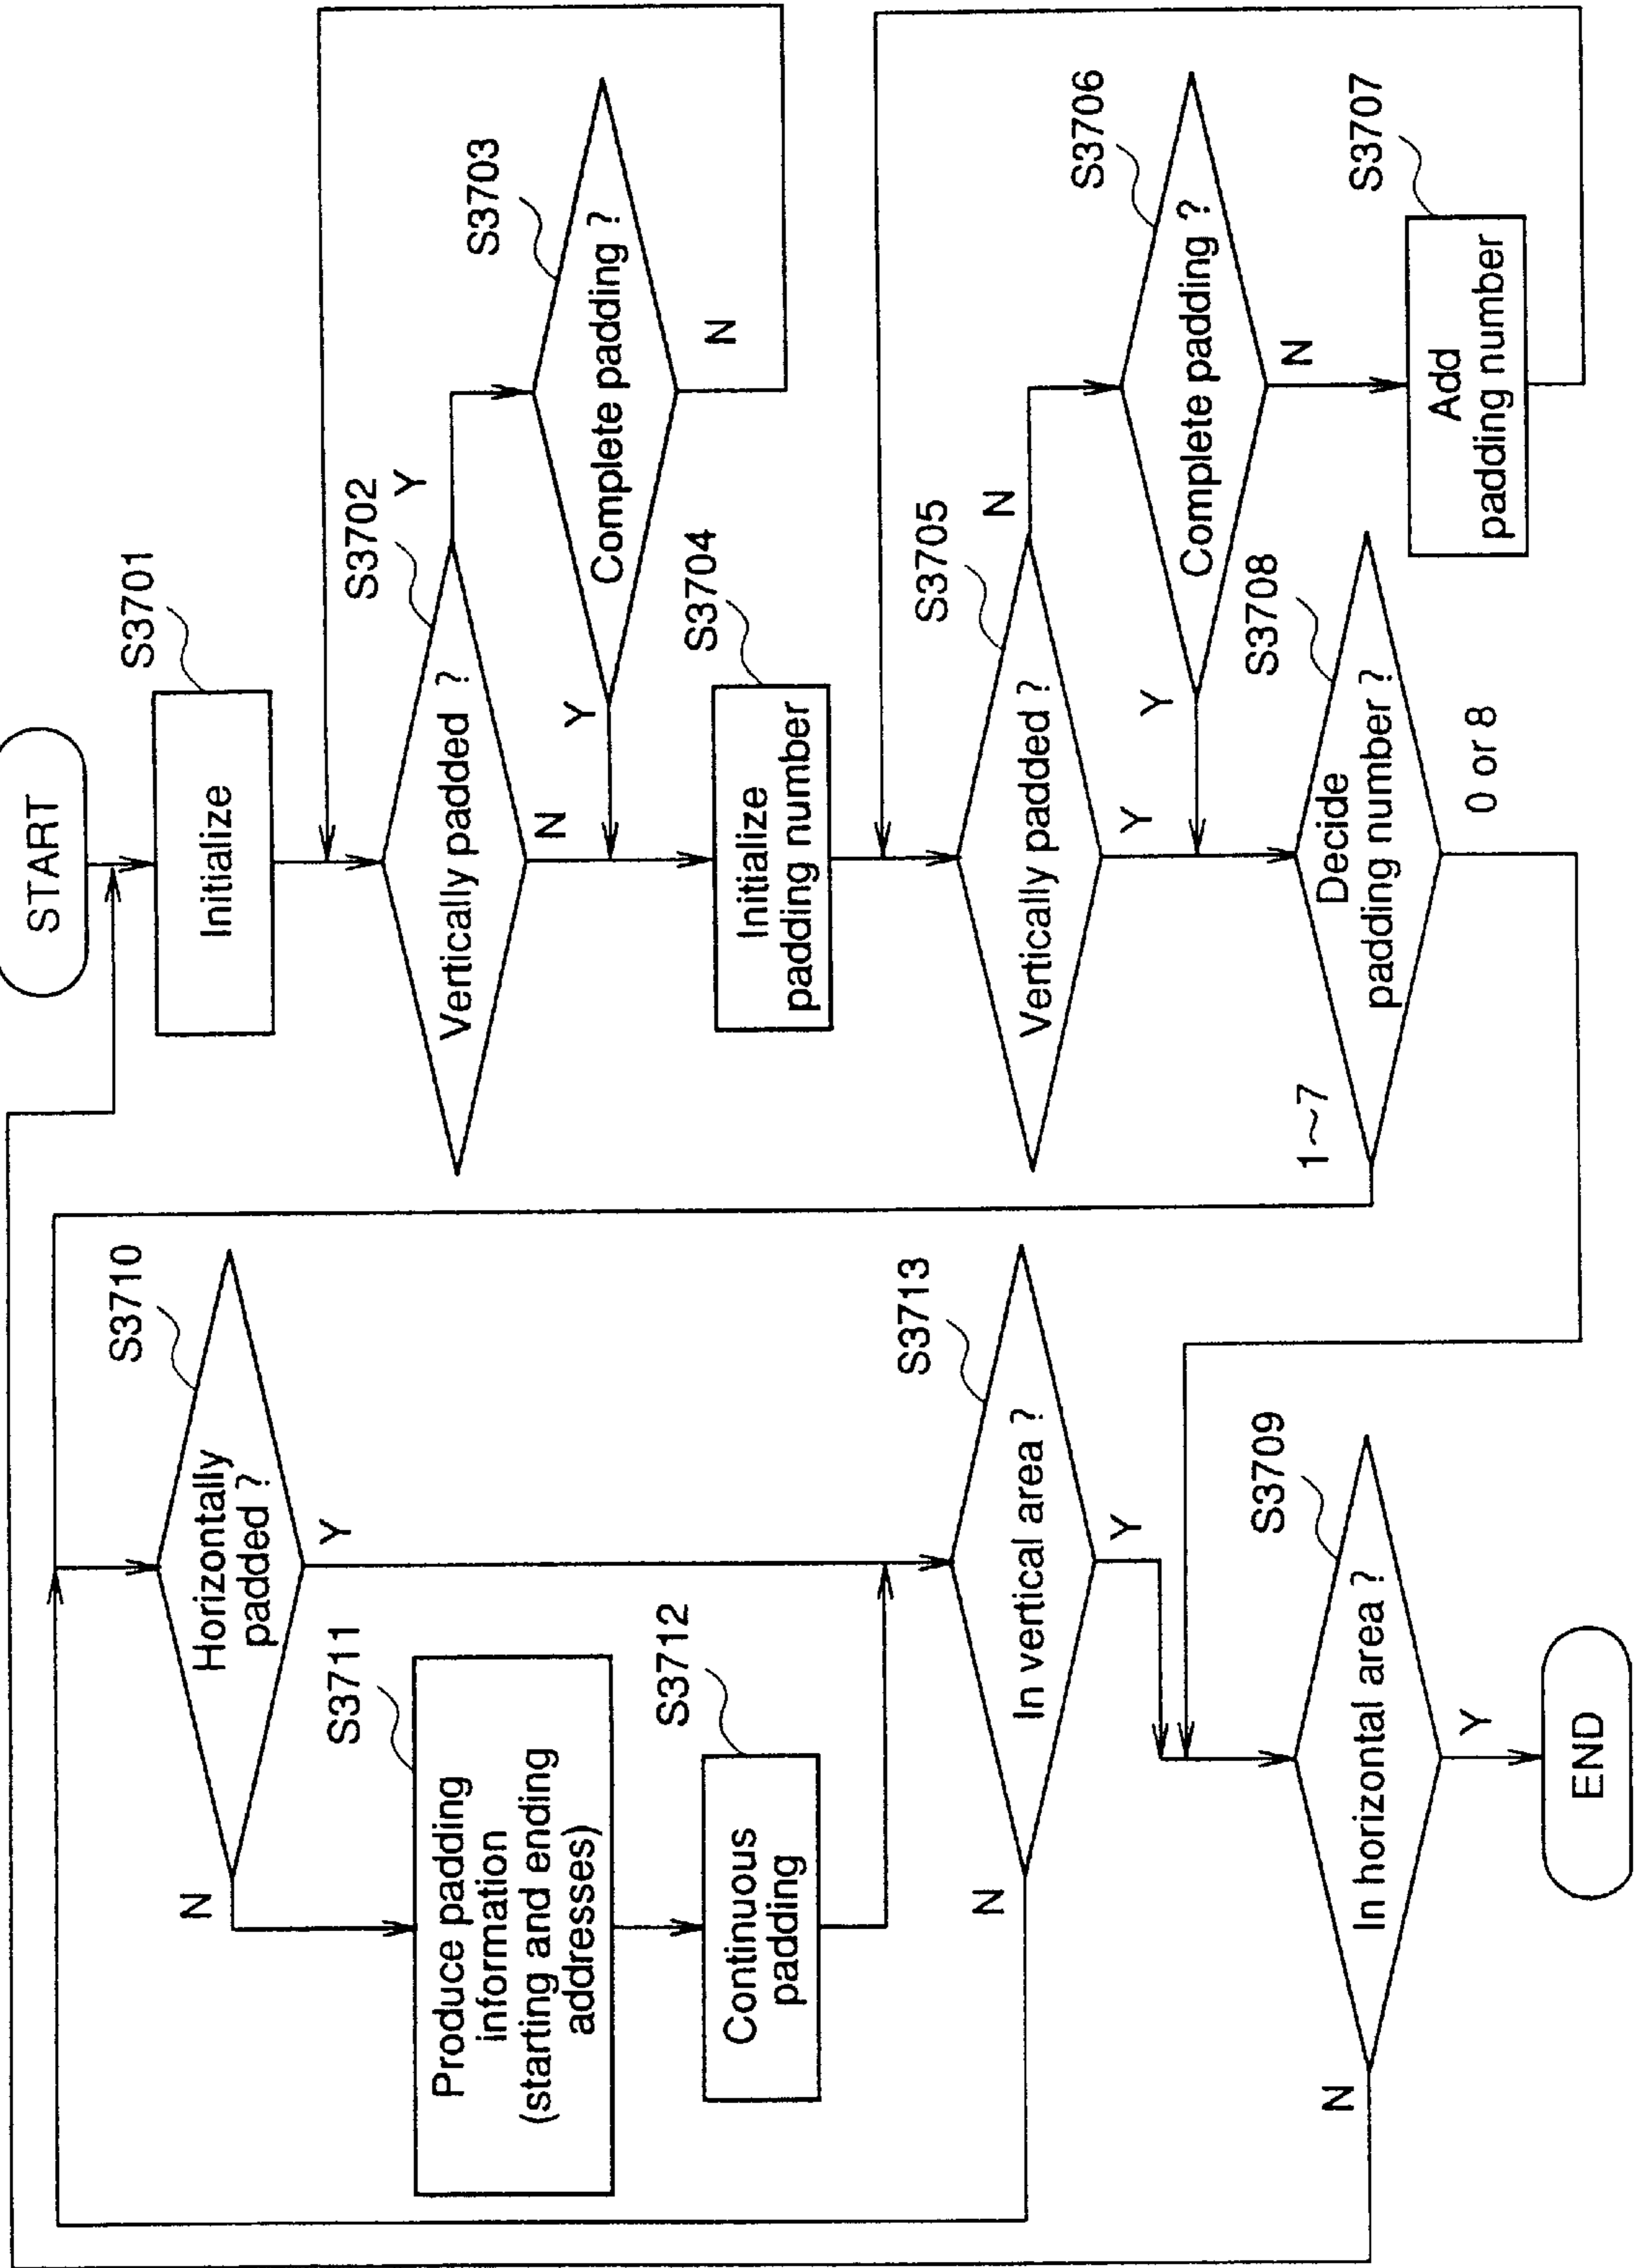 START
S3701
Initialize
S3702
Vertically padded ?
Y
N
S3703
Complete padding ?
Y
N
S3704
Initialize
padding number
S3705
Vertically padded ?
N
Y
S3706
Complete padding ?
Y
N
S3707
Add
padding number
S3708
Decide
padding number ?
1~7
0 or 8
S3710
Horizontally
padded ?
N
Y
S3711
Produce padding
information
(starting and ending
addresses)
S3712
Continuous
padding
S3713
In vertical area ?
N
Y
S3709
In horizontal area ?
N
Y
END